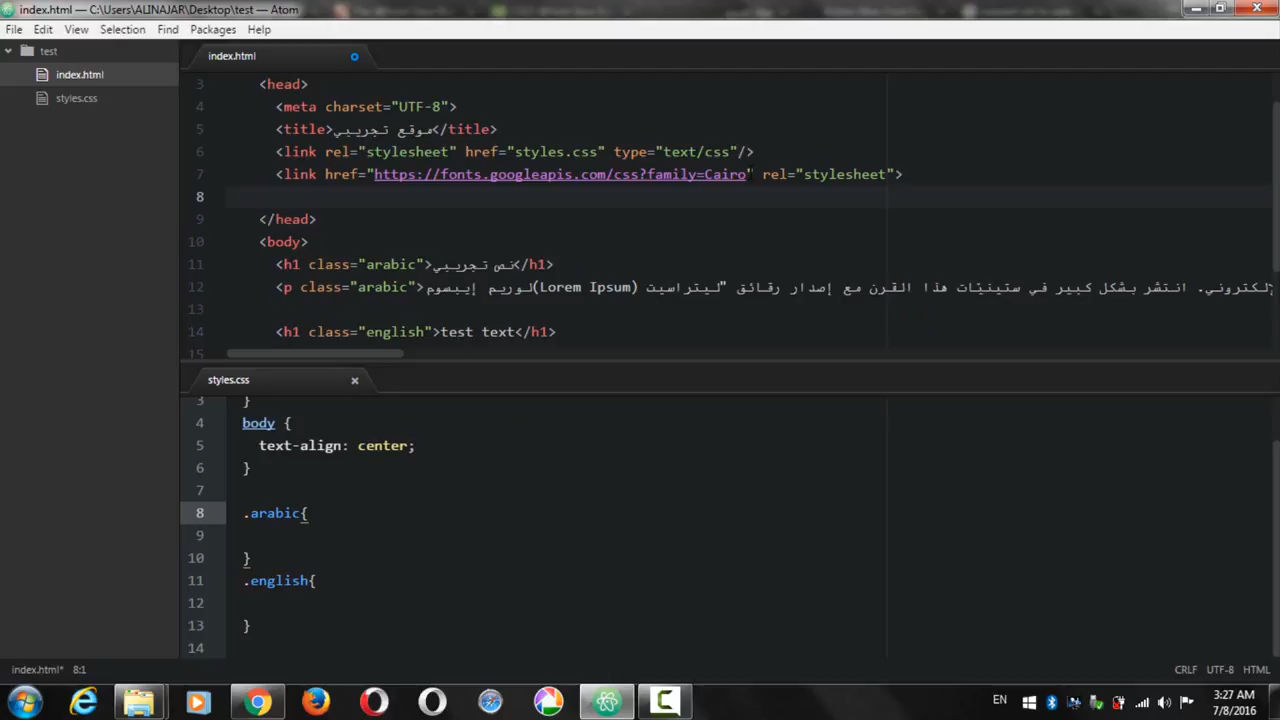 index.html — C:\Users\ALINAJAR\Desktop\test — Atom
File Edit View Selection Find Packages Help
test
index.html
styles.css
index.html
3 <head>
4 <meta charset="UTF-8">
5 <title>موقع تجريبي</title>
6 <link rel="stylesheet" href="styles.css" type="text/css"/>
7 <link href="https://fonts.googleapis.com/css?family=Cairo" rel="stylesheet">
8
9 </head>
10 <body>
11 <h1 class="arabic">نص تجريبي</h1>
12 <p class="arabic">لوريم إيبسوم(Lorem Ipsum) هذا القرن مع إصدار رقائق "ليتراسيت إلكتروني. انتشر بشكل كبير في ستينيّات
13
14 <h1 class="english">test text</h1>
15
styles.css
3 }
4 body {
5 text-align: center;
6 }
7
8 .arabic{
9
10 }
11 .english{
12
13 }
14
index.html* 8:1
CRLF UTF-8 HTML
EN
3:27 AM
7/8/2016